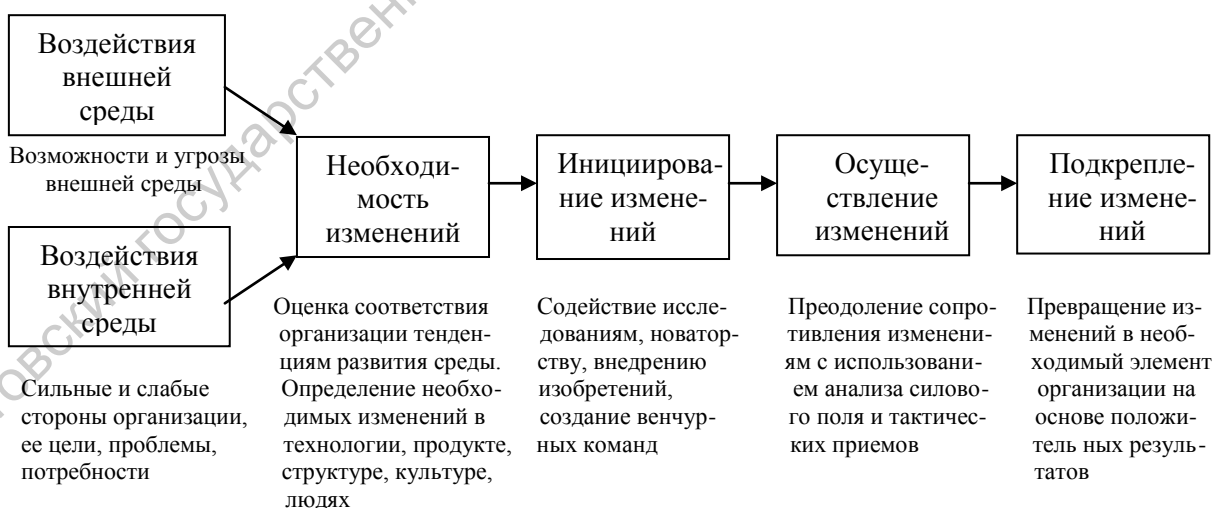 Воздействия
внешней
среды
Возможности и угрозы
внешней среды
Воздействия
внутренней
среды
Сильные и слабые
стороны организации,
ее цели, проблемы,
потребности
Необходи-
мость
изменений
Оценка соответствия
организации тенден-
циям развития среды.
Определение необхо-
димых изменений в
технологии, продукте,
структуре, культуре,
людях
Инициирова-
ние измене-
ний
Содействие иссле-
дованиям, новатор-
ству, внедрению
изобретений,
создание венчур-
ных команд
Осуще-
ствление
изменений
Преодоление сопро-
тивления изменени-
ям с использовани-
ем анализа силово-
го поля и тактичес-
ких приемов
Подкрепле-
ние измене-
ний
Превращение из-
менений в необ-
ходимый элемент
организации на
основе положи-
тель ных резуль-
татов